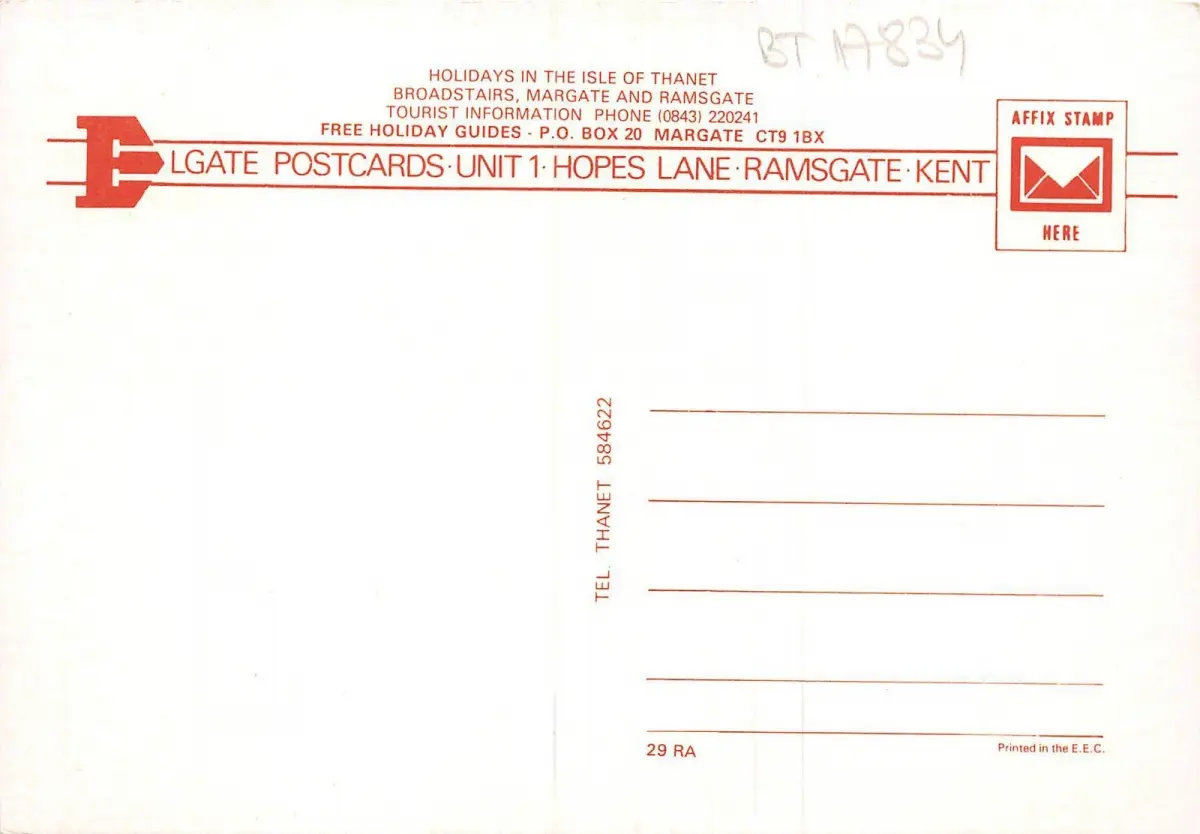 BT 17834
HOLIDAYS IN THE ISLE OF THANET
BROADSTAIRS, MARGATE AND RAMSGATE
TOURIST INFORMATION PHONE (0843) 220241
FREE HOLIDAY GUIDES - P.O. BOX 20 MARGATE CT9 1BX
ELGATE POSTCARDS · UNIT 1 · HOPES LANE · RAMSGATE · KENT
AFFIX STAMP
HERE
TEL. THANET 584622
29 RA
Printed in the E.E.C.